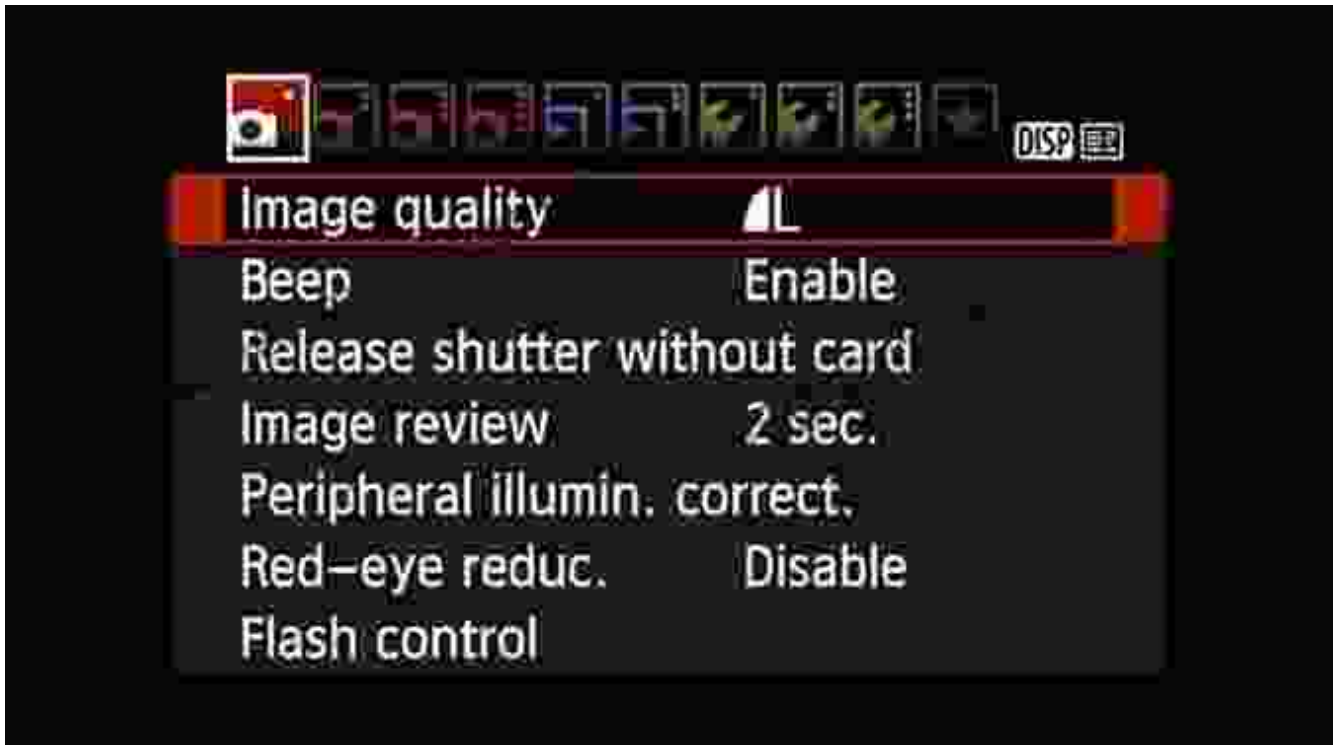 DISP
Image quality L
Beep Enable
Release shutter without card
Image review 2 sec.
Peripheral illumin. correct.
Red-eye reduc. Disable
Flash control